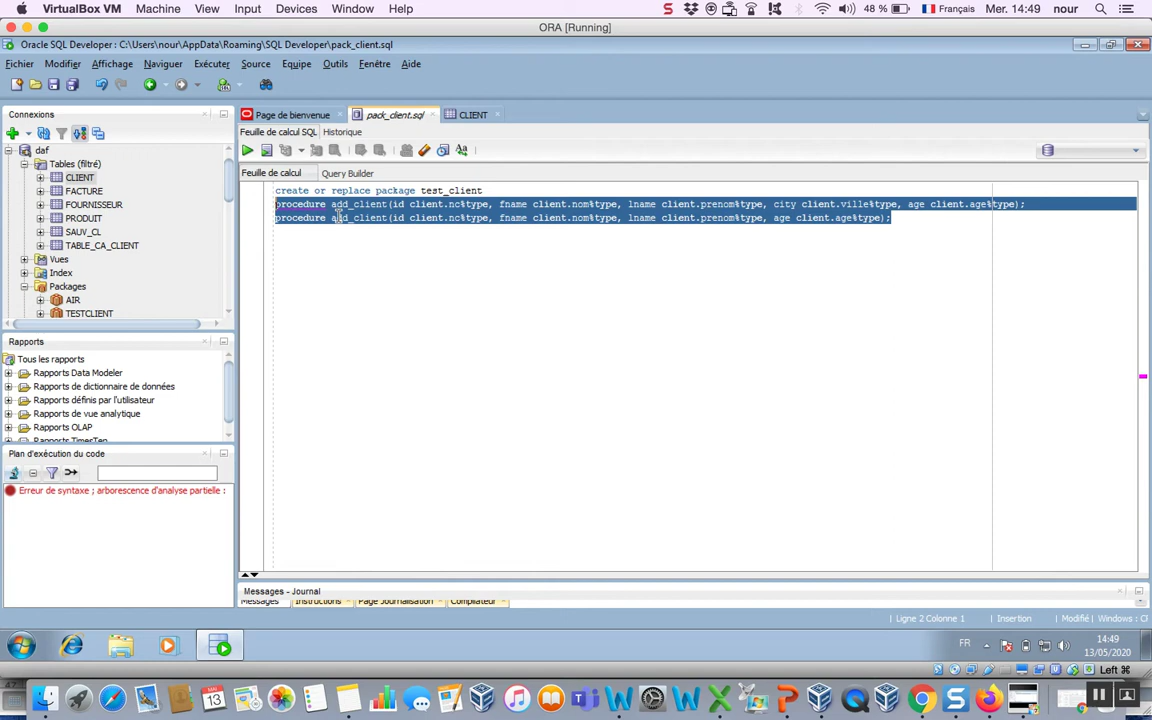 VirtualBox VM Machine View Input Devices Window Help 48 % Français Mer. 14:49 nour
ORA [Running]
Oracle SQL Developer : C:\Users\nour\AppData\Roaming\SQL Developer\pack_client.sql
Fichier Modifier Affichage Naviguer Exécuter Source Equipe Outils Fenêtre Aide
Connexions
Page de bienvenue pack_client.sql CLIENT
Feuille de calcul SQL Historique
daf
Tables (filtré)
CLIENT
FACTURE
FORNISSEUR
PRODUIT
SAUV_CL
TABLE_CA_CLIENT
Vues
Index
Packages
AIR
TESTCLIENT
Feuille de calcul Query Builder
create or replace package test_client
procedure add_client(id client.nc%type, fname client.nom%type, lname client.prenom%type, city client.ville%type, age client.age%type);
procedure add_client(id client.nc%type, fname client.nom%type, lname client.prenom%type, age client.age%type);
Rapports
Tous les rapports
Rapports Data Modeler
Rapports de dictionnaire de données
Rapports définis par l'utilisateur
Rapports de vue analytique
Rapports OLAP
Rapports TimesTen
Plan d'exécution du code
Erreur de syntaxe ; arborescence d'analyse partielle :
Messages - Journal
Messages Instructions Page Journalisation Compilateur
Ligne 2 Colonne 1 Insertion Modifié Windows : Cl
FR 14:49
13/05/2020
Left ⌘